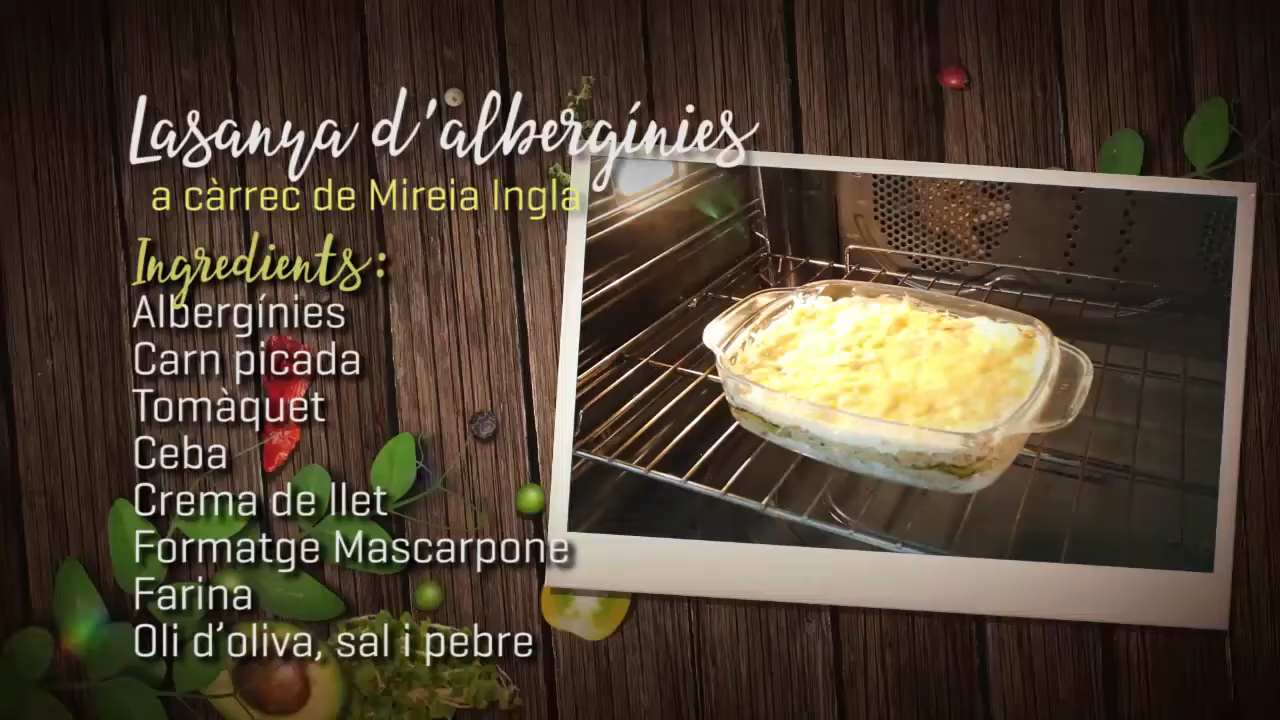 Lasanya d'albergínies
a càrrec de Mireia Ingla
Ingredients:
Albergínies
Carn picada
Tomàquet
Ceba
Crema de llet
Formatge Mascarpone
Farina
Oli d'oliva, sal i pebre